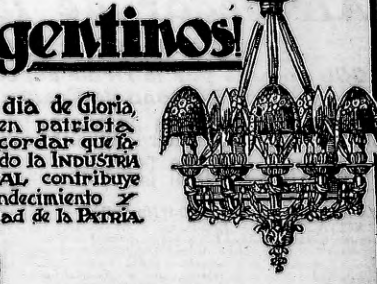 gentinos!
dia de Gloria,
en patriota
cordar que fa-
do la INDUSTRIA
AL, contribuye
ndecimiento y
ad de la PATRIA.